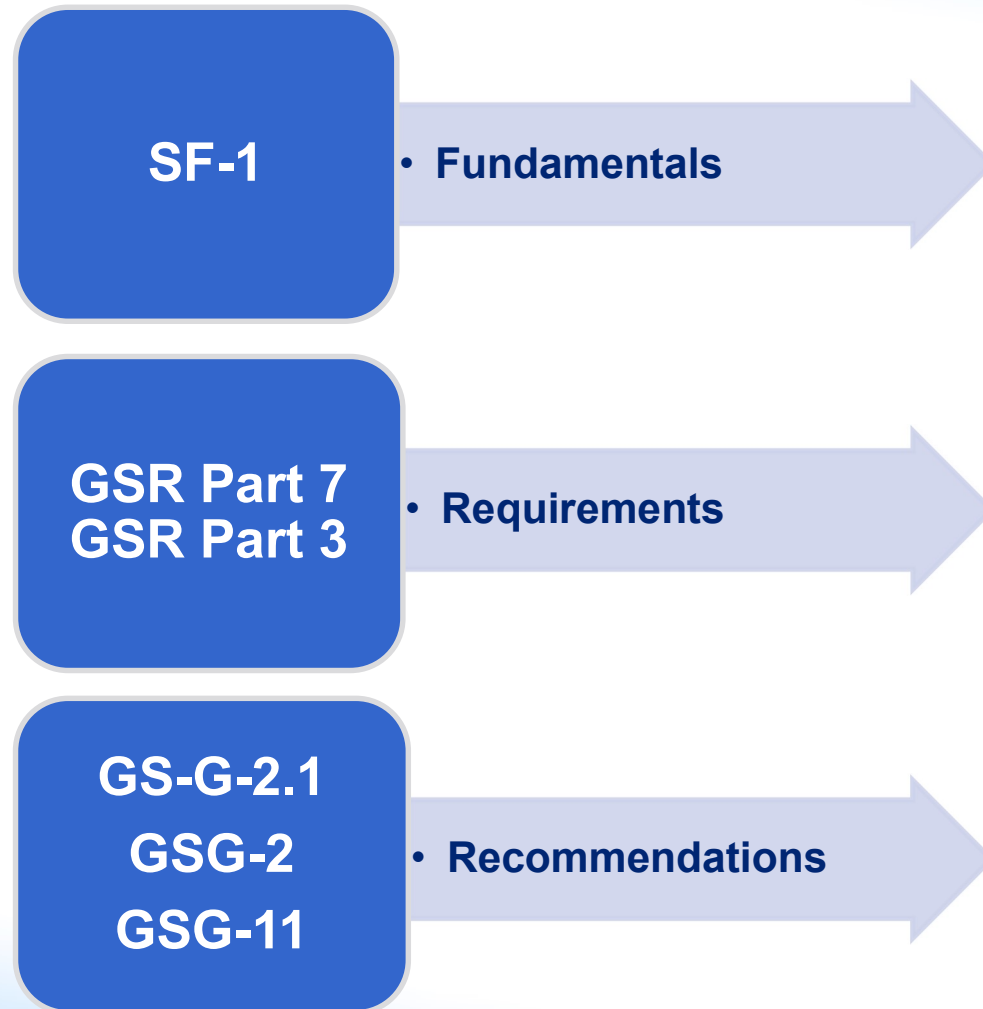 SF-1
• Fundamentals
GSR Part 7
GSR Part 3
• Requirements
GS-G-2.1
GSG-2
GSG-11
• Recommendations